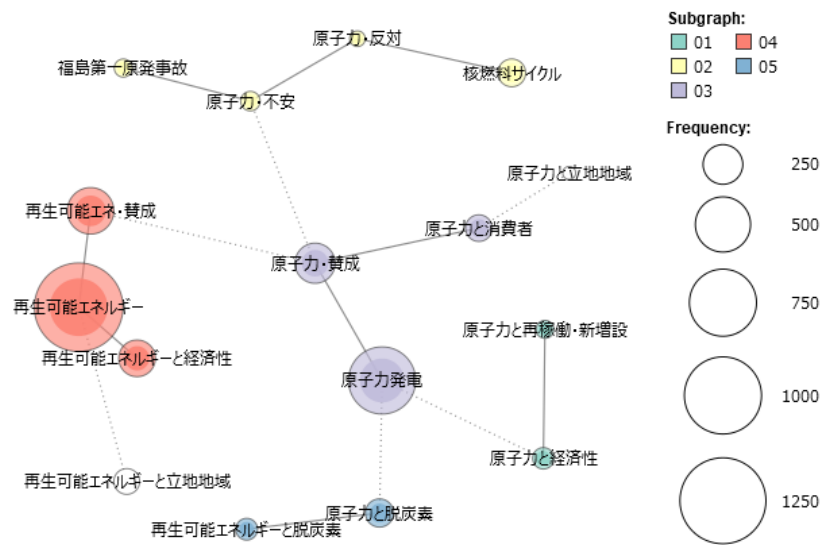 原子力・反対
福島第一原発事故
核燃料サイクル
原子力・不安
原子力と立地地域
再生可能エネ・賛成
原子力と消費者
原子力・賛成
再生可能エネルギー
原子力と再稼働・新増設
再生可能エネルギーと経済性
原子力発電
原子力と経済性
再生可能エネルギーと立地地域
原子力と脱炭素
再生可能エネルギーと脱炭素
Subgraph:
01 04
02 05
03
Frequency:
250
500
750
1000
1250